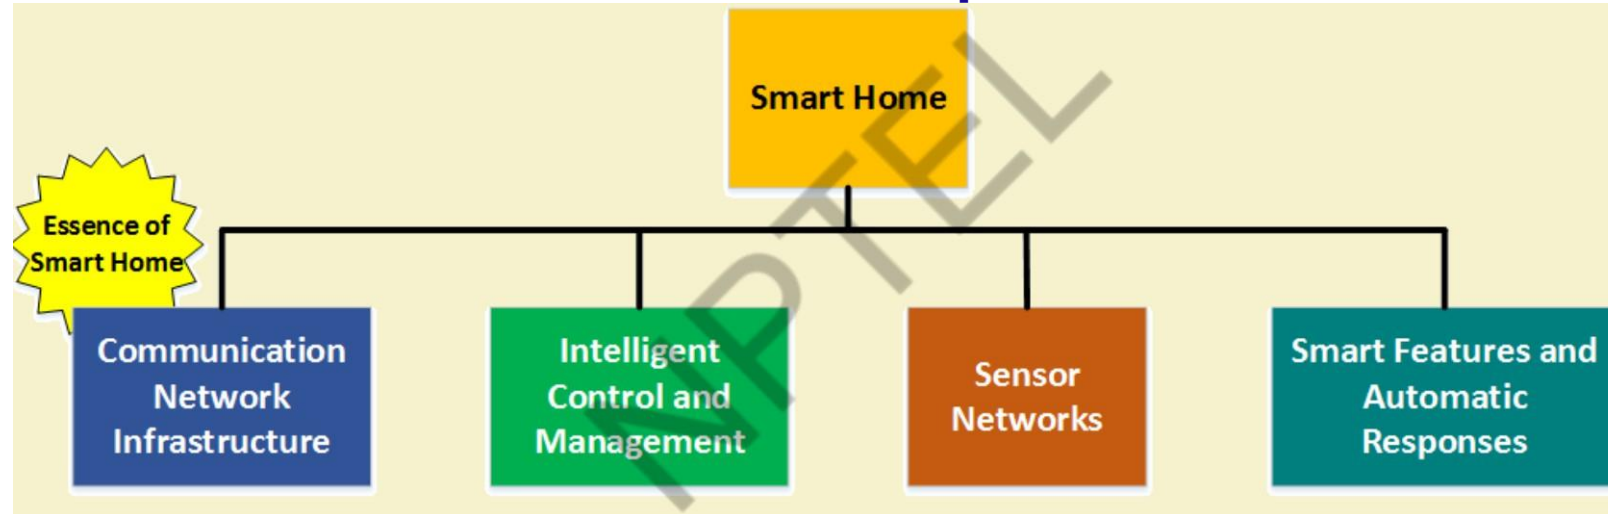 Smart Home
Essence of
Smart Home
Communication
Network
Infrastructure
Intelligent
Control and
Management
Sensor
Networks
Smart Features and
Automatic
Responses
NPTEL